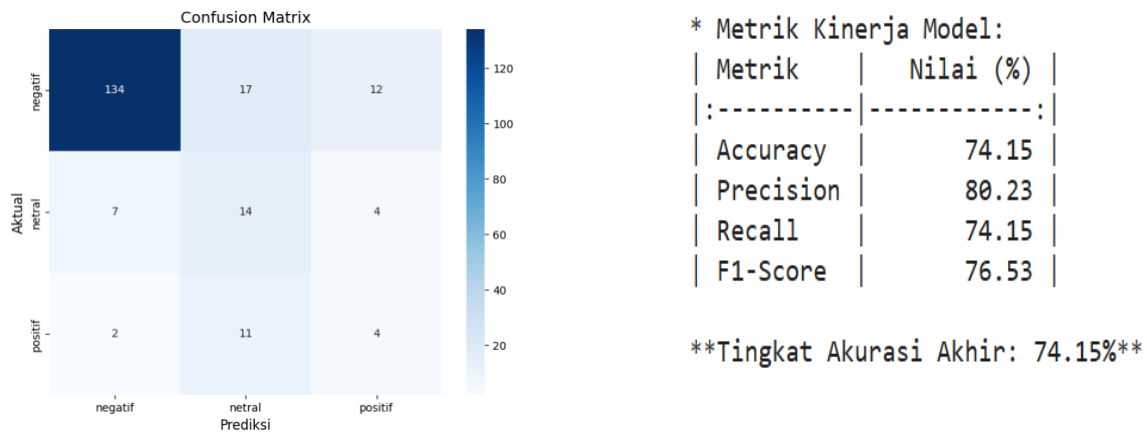 Confusion Matrix
negatif
134
17
12
netral
7
14
4
positif
2
11
4
Aktual
negatif
netral
positif
Prediksi
120
100
80
60
40
20
* Metrik Kinerja Model:
| Metrik | Nilai (%) |
|:----------|------------:|
| Accuracy | 74.15 |
| Precision | 80.23 |
| Recall | 74.15 |
| F1-Score | 76.53 |
**Tingkat Akurasi Akhir: 74.15%**